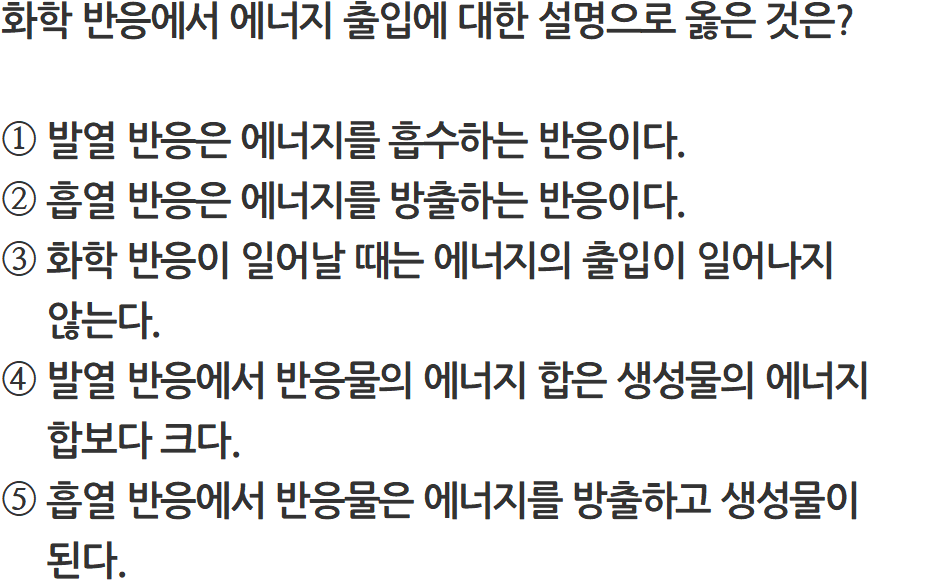 화학 반응에서 에너지 출입에 대한 설명으로 옳은 것은?
① 발열 반응은 에너지를 흡수하는 반응이다.
② 흡열 반응은 에너지를 방출하는 반응이다.
③ 화학 반응이 일어날 때는 에너지의 출입이 일어나지
않는다.
④ 발열 반응에서 반응물의 에너지 합은 생성물의 에너지
합보다 크다.
⑤ 흡열 반응에서 반응물은 에너지를 방출하고 생성물이
된다.